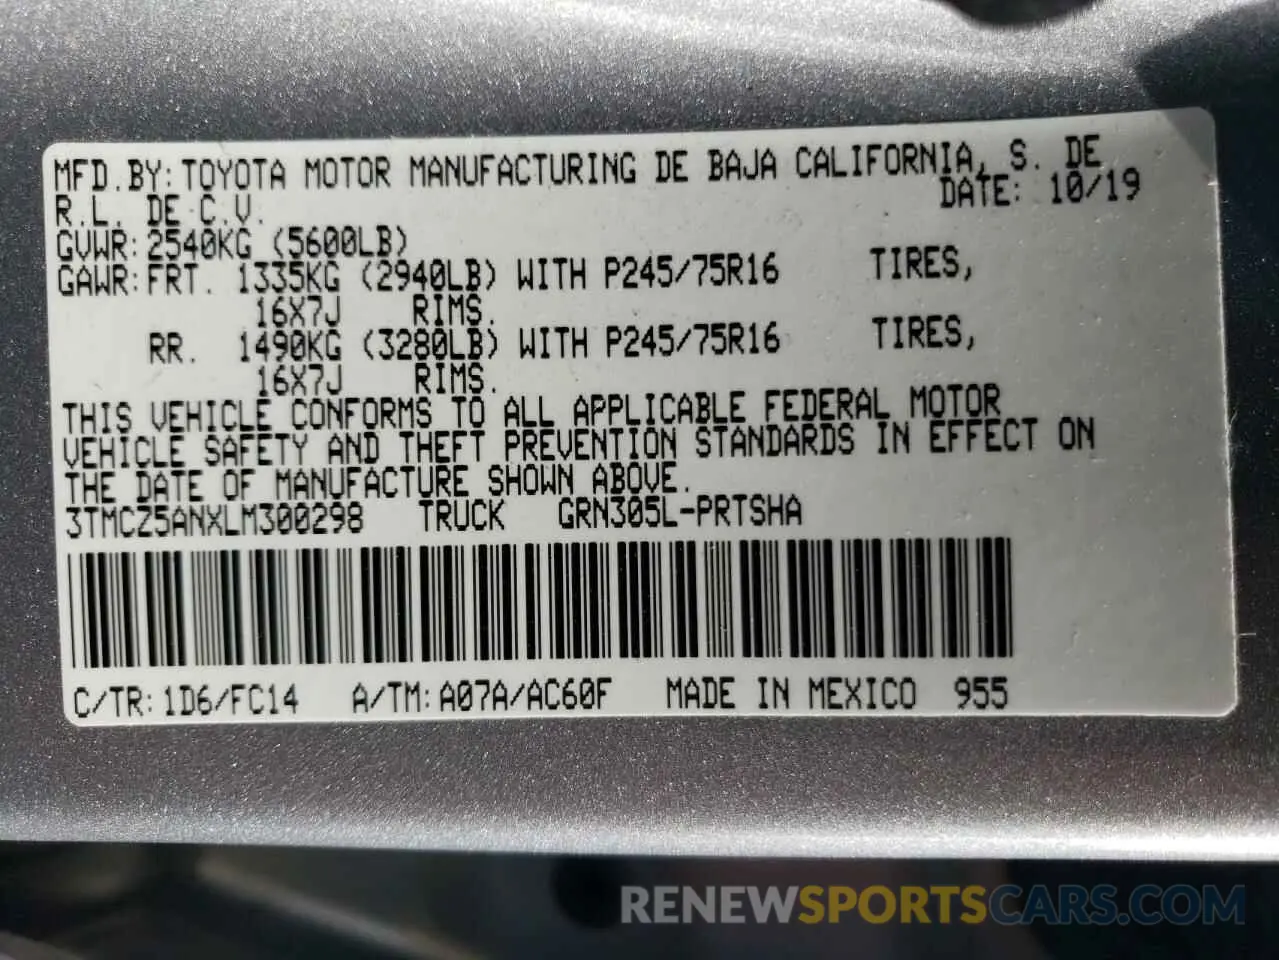 MFD.BY: TOYOTA MOTOR MANUFACTURING DE BAJA CALIFORNIA, S. DE
R.L. DE C.V. DATE: 10/19
GVWR: 2540KG (5600LB)
GAWR: FRT. 1335KG (2940LB) WITH P245/75R16 TIRES,
16X7J RIMS.
RR. 1490KG (3280LB) WITH P245/75R16 TIRES,
16X7J RIMS.
THIS VEHICLE CONFORMS TO ALL APPLICABLE FEDERAL MOTOR
VEHICLE SAFETY AND THEFT PREVENTION STANDARDS IN EFFECT ON
THE DATE OF MANUFACTURE SHOWN ABOVE.
3TMCZ5ANXLM300298 TRUCK GRN305L-PRTSHA
C/TR: 1D6/FC14 A/TM: A07A/AC60F MADE IN MEXICO 955
RENEWSPORTSCARS.COM